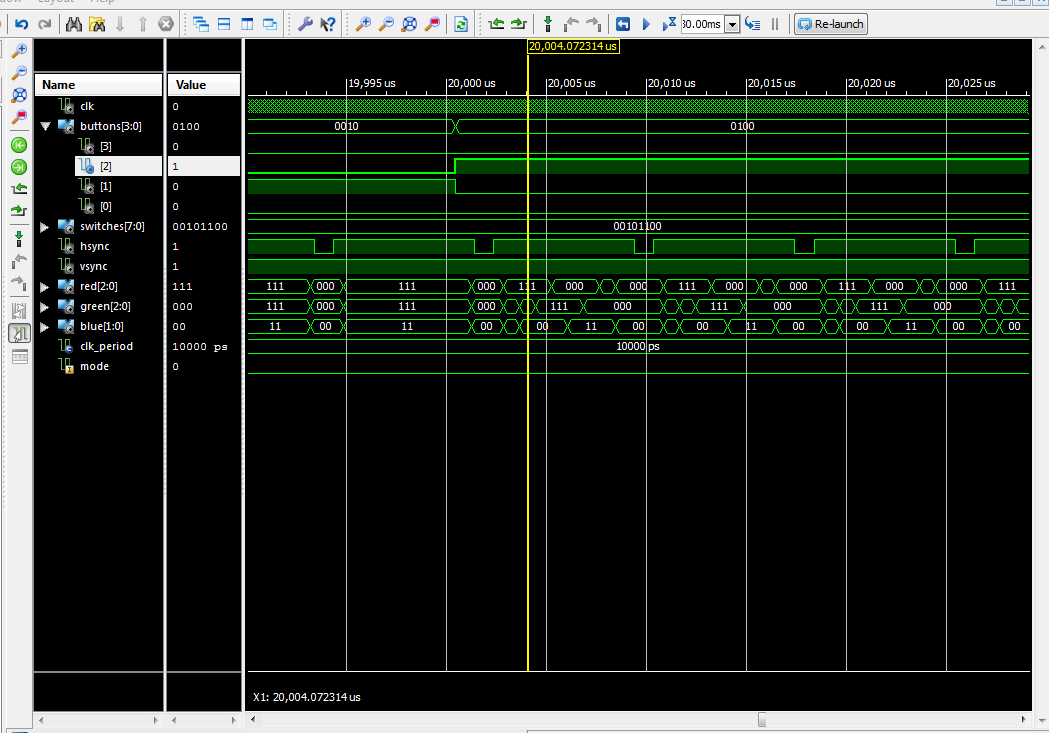 Layout Help
30.00ms Re-launch
20,004.072314 us
19,995 us 20,000 us 20,005 us 20,010 us 20,015 us 20,020 us 20,025 us
Name Value
clk 0
buttons[3:0] 0100 0010 0100
[3] 0
[2] 1
[1] 0
[0] 0
switches[7:0] 00101100 00101100
hsync 1
vsync 1
red[2:0] 111 111 000 111 000 111 000 000 111 000 000 111 000 000 111
green[2:0] 000 111 000 111 000 111 000 111 000 111 000
blue[1:0] 00 11 00 11 00 00 11 00 00 11 00 00 11 00 00
clk_period 10000 ps 10000 ps
mode 0
X1: 20,004.072314 us